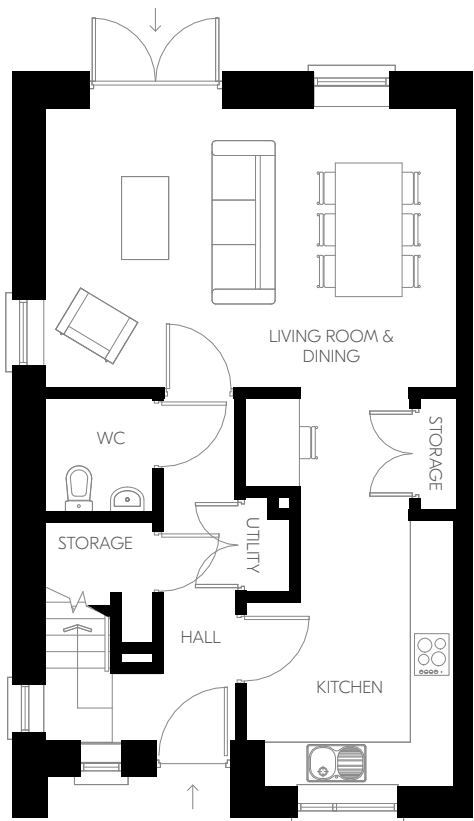 LIVING ROOM &
DINING
WC
STORAGE
STORAGE
UTILITY
HALL
KITCHEN